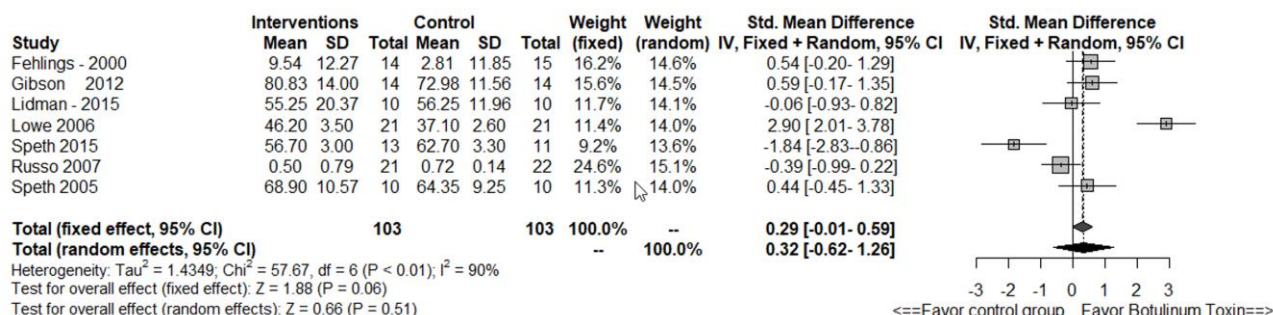 Interventions Control Weight Weight Std. Mean Difference Std. Mean Difference
Study Mean SD Total Mean SD Total (fixed) (random) IV, Fixed + Random, 95% CI IV, Fixed + Random, 95% CI
Fehlings - 2000 9.54 12.27 14 2.81 11.85 15 16.2% 14.6% 0.54 [-0.20- 1.29]
Gibson 2012 80.83 14.00 14 72.98 11.56 14 15.6% 14.5% 0.59 [-0.17- 1.35]
Lidman - 2015 55.25 20.37 10 56.25 11.96 10 11.7% 14.1% -0.06 [-0.93- 0.82]
Lowe 2006 46.20 3.50 21 37.10 2.60 21 11.4% 14.0% 2.90 [ 2.01- 3.78]
Speth 2015 56.70 3.00 13 62.70 3.30 11 9.2% 13.6% -1.84 [-2.83--0.86]
Russo 2007 0.50 0.79 21 0.72 0.14 22 24.6% 15.1% -0.39 [-0.99- 0.22]
Speth 2005 68.90 10.57 10 64.35 9.25 10 11.3% 14.0% 0.44 [-0.45- 1.33]
Total (fixed effect, 95% CI) 103 103 100.0% -- 0.29 [-0.01- 0.59]
Total (random effects, 95% CI) -- 100.0% 0.32 [-0.62- 1.26]
Heterogeneity: Tau² = 1.4349; Chi² = 57.67, df = 6 (P < 0.01); I² = 90%
Test for overall effect (fixed effect): Z = 1.88 (P = 0.06)
Test for overall effect (random effects): Z = 0.66 (P = 0.51)
-3 -2 -1 0 1 2 3
<==Favor control group Favor Botulinum Toxin==>